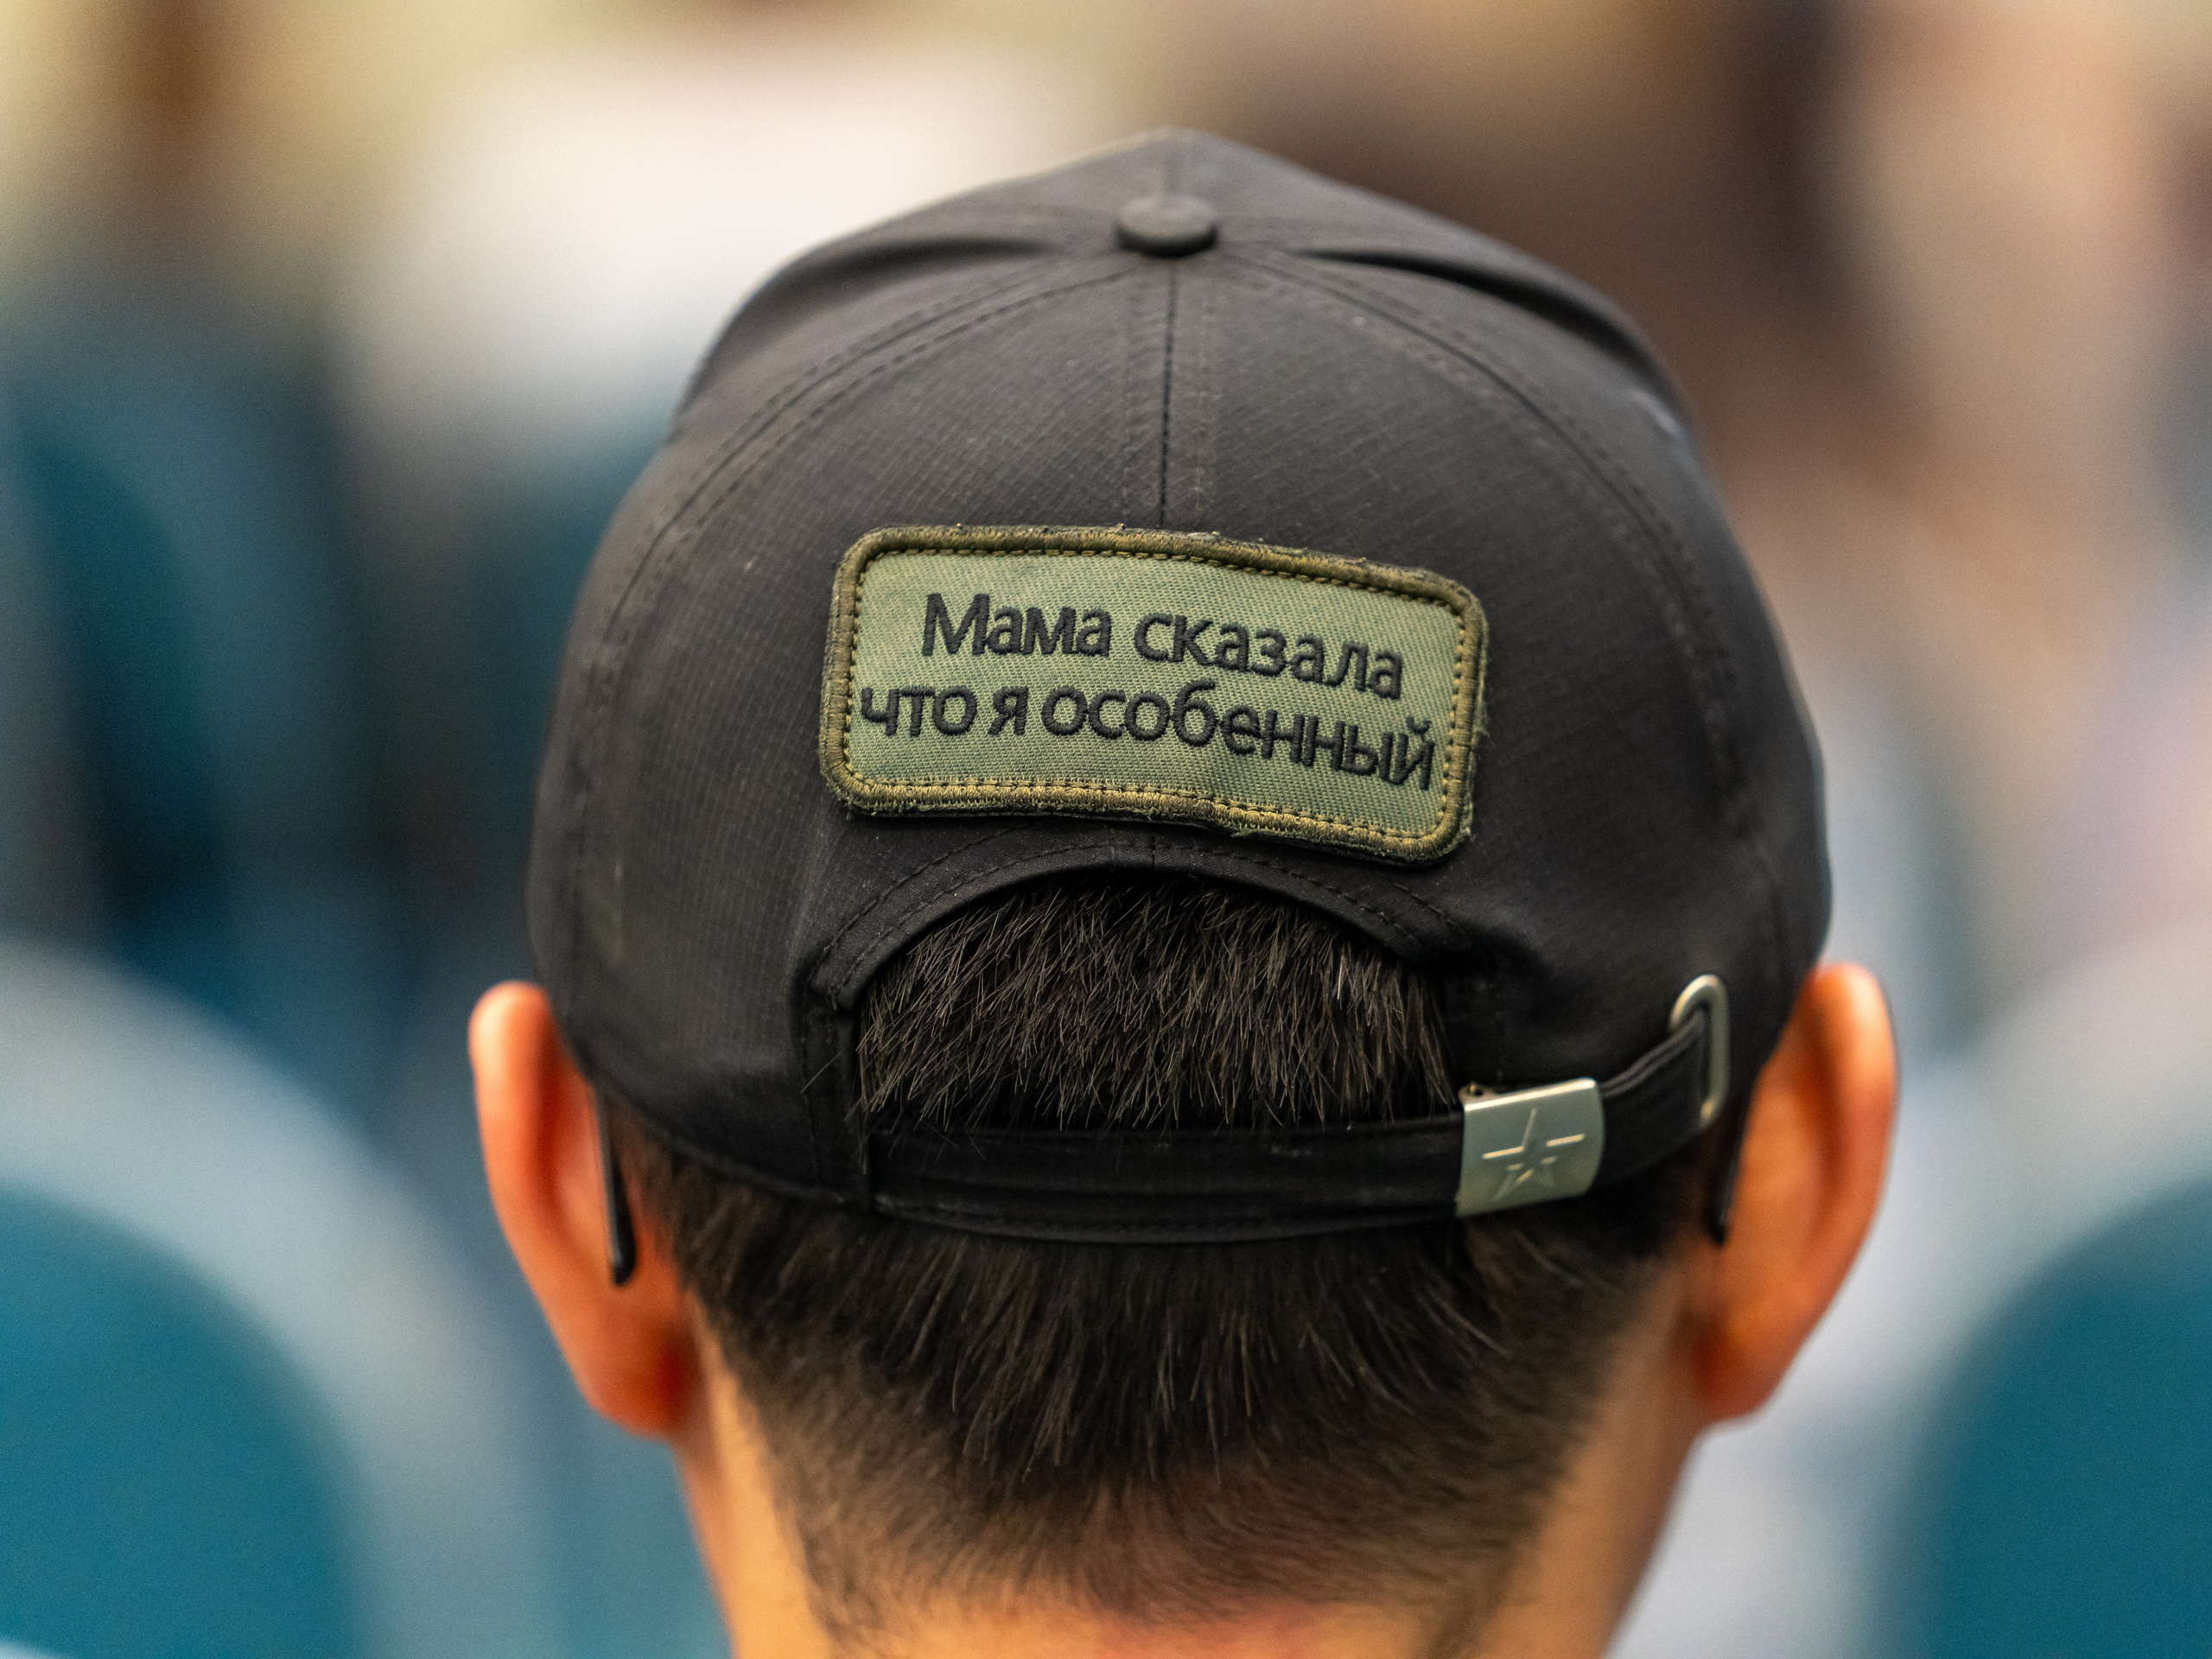 Мама сказала
что я особенный